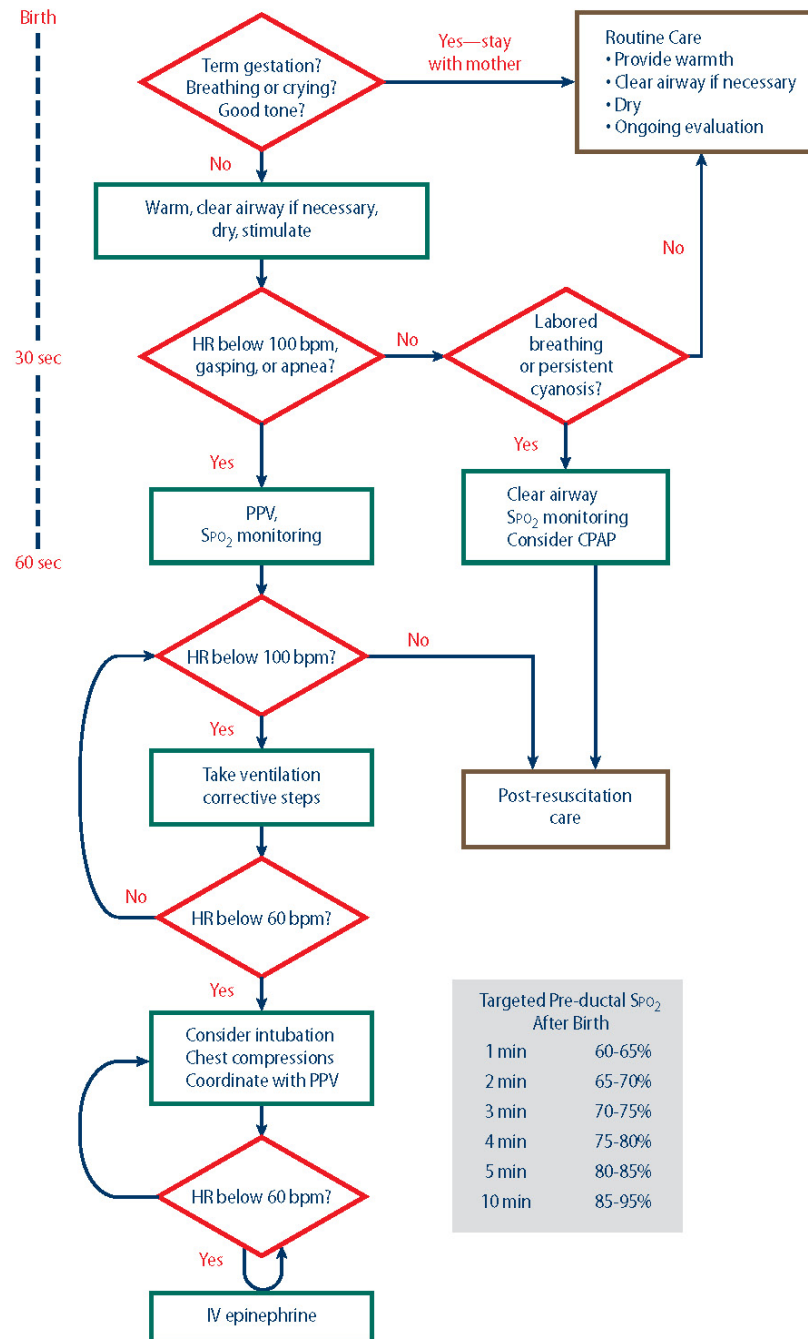 Birth
Term gestation?
Breathing or crying?
Good tone?
Yes—stay
with mother
Routine Care
• Provide warmth
• Clear airway if necessary
• Dry
• Ongoing evaluation
No
Warm, clear airway if necessary,
dry, stimulate
No
30 sec
HR below 100 bpm,
gasping, or apnea?
No
Labored
breathing
or persistent
cyanosis?
Yes
Yes
PPV,
SPO₂ monitoring
Clear airway
SPO₂ monitoring
Consider CPAP
60 sec
HR below 100 bpm?
No
Yes
Take ventilation
corrective steps
Post-resuscitation
care
No
HR below 60 bpm?
Yes
Consider intubation
Chest compressions
Coordinate with PPV
HR below 60 bpm?
Yes
IV epinephrine
Targeted Pre-ductal SPO₂
After Birth
1 min 60-65%
2 min 65-70%
3 min 70-75%
4 min 75-80%
5 min 80-85%
10 min 85-95%